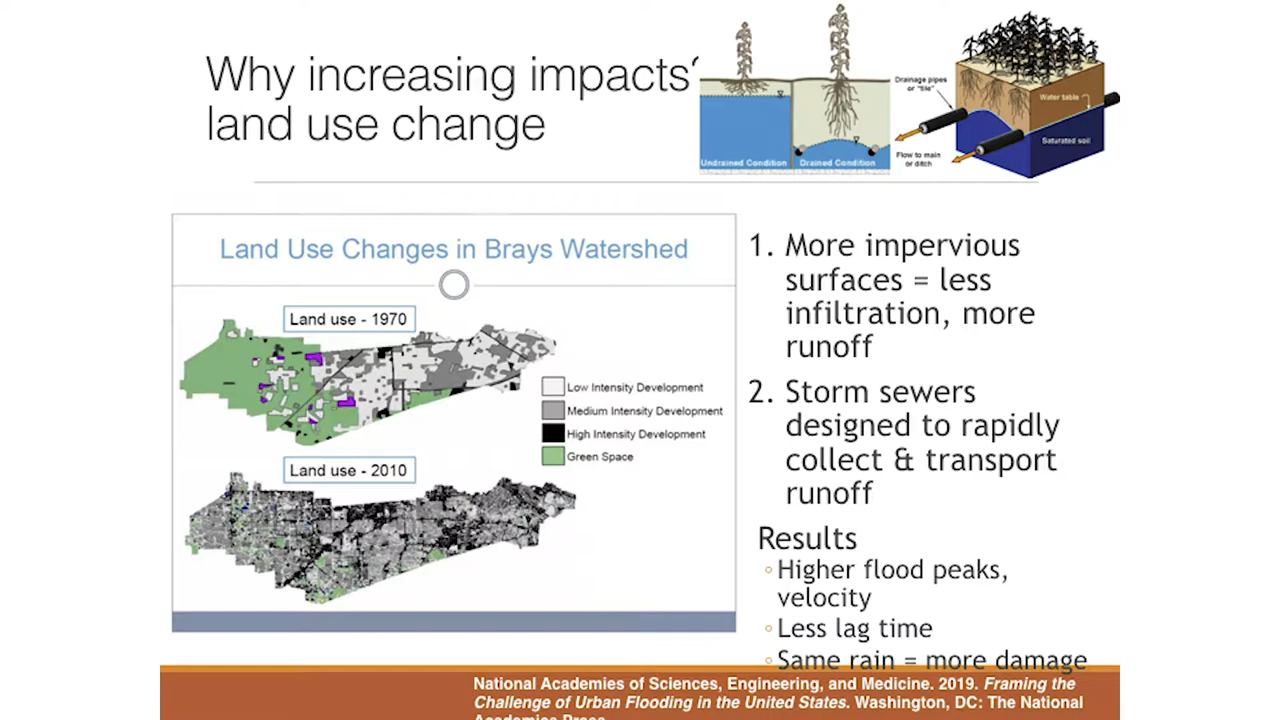 Why increasing impacts‘
land use change
Drainage pipes
or "tile"
Water table
Saturated soil
Flow to main
or ditch
Undrained Condition
Drained Condition
Land Use Changes in Brays Watershed
Land use - 1970
Low Intensity Development
Medium Intensity Development
High Intensity Development
Green Space
Land use - 2010
1. More impervious
surfaces = less
infiltration, more
runoff
2. Storm sewers
designed to rapidly
collect & transport
runoff
Results
◦Higher flood peaks,
velocity
◦Less lag time
◦Same rain = more damage
National Academies of Sciences, Engineering, and Medicine. 2019. Framing the
Challenge of Urban Flooding in the United States. Washington, DC: The National
Academies Press.